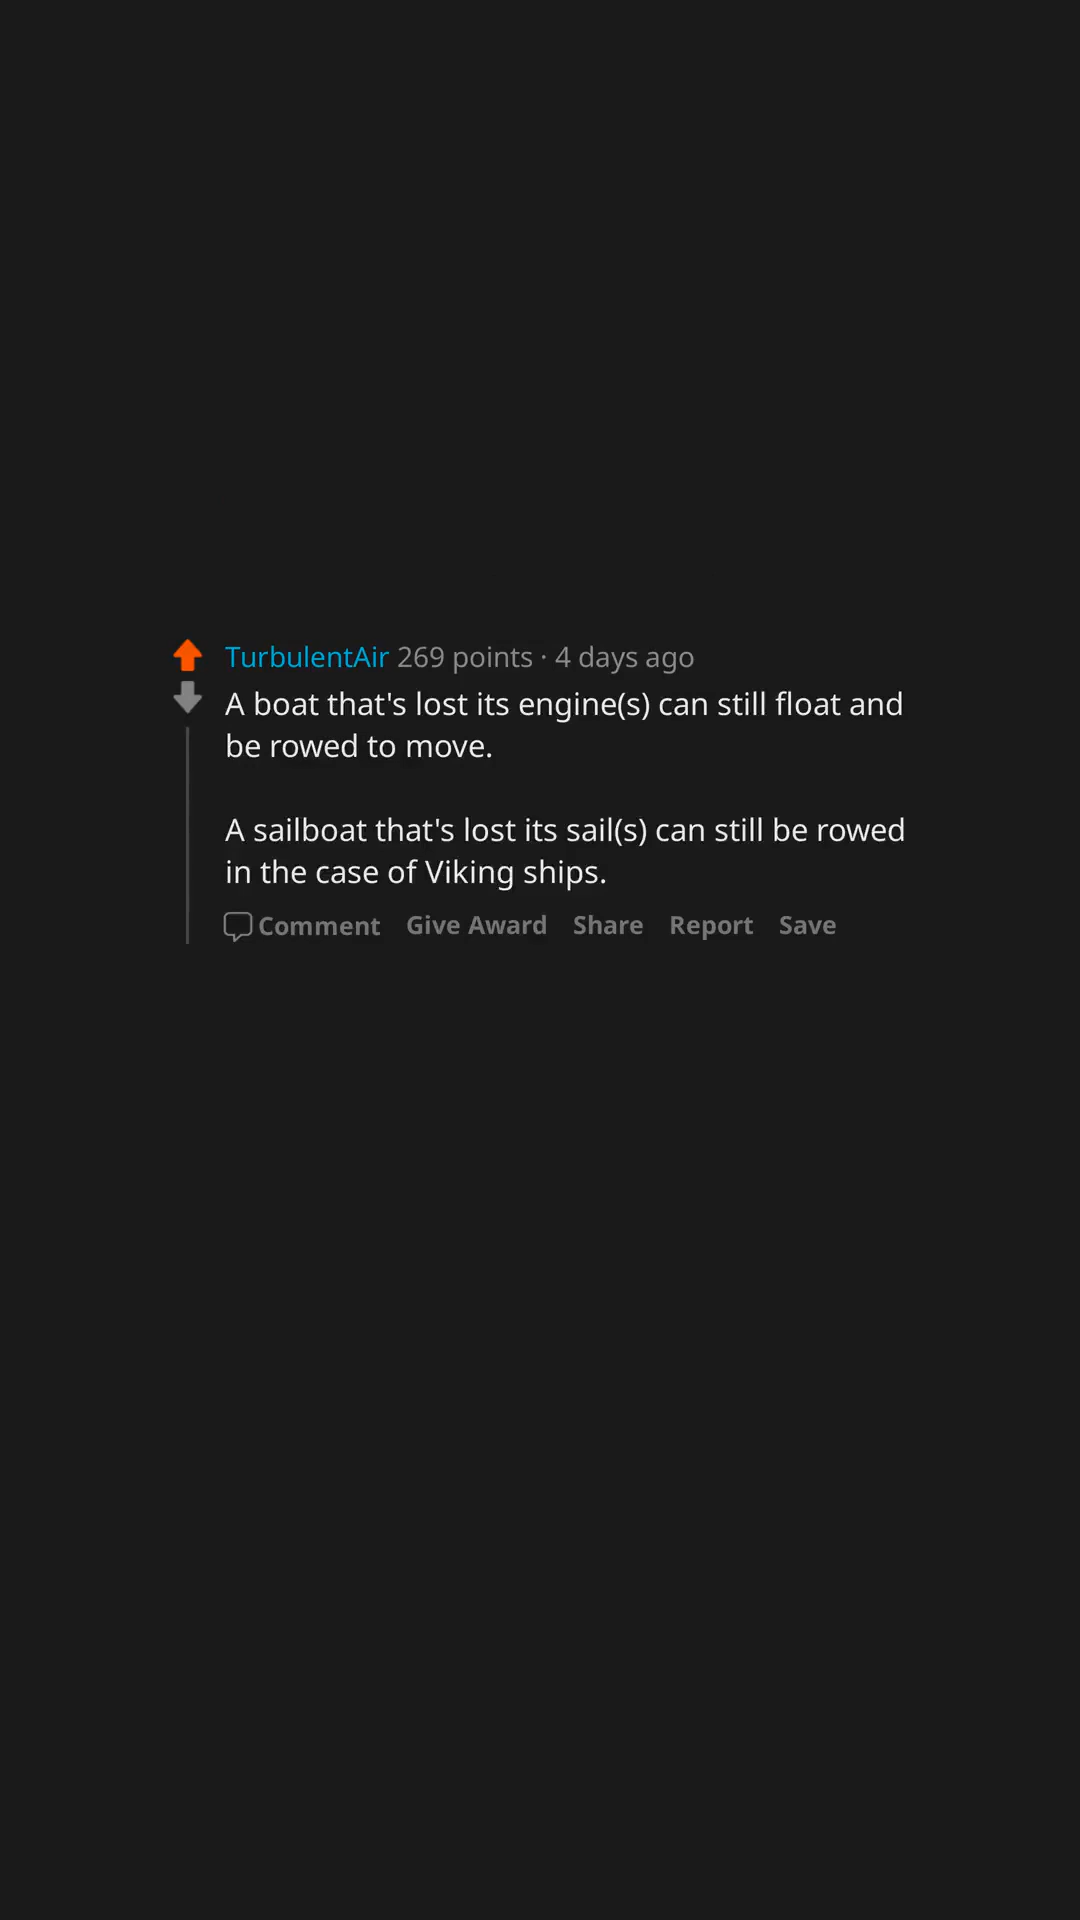 TurbulentAir 269 points · 4 days ago
A boat that's lost its engine(s) can still float and
be rowed to move.
A sailboat that's lost its sail(s) can still be rowed
in the case of Viking ships.
Comment Give Award Share Report Save